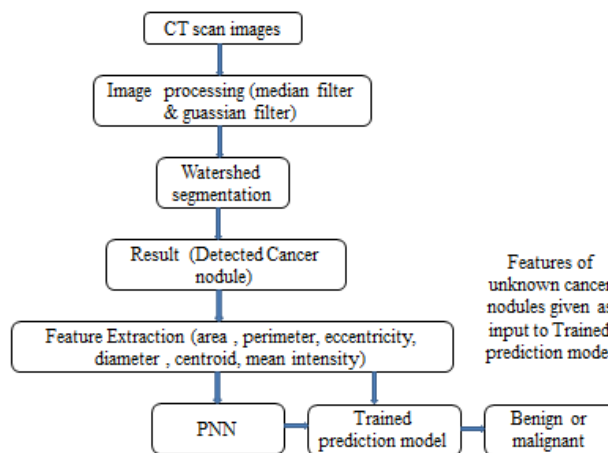 CT scan images
Image processing (median filter
& guassian filter)
Watershed
segmentation
Result (Detected Cancer
nodule)
Features of
unknown cancer
nodules given as
input to Trained
prediction mode
Feature Extraction (area , perimeter, eccentricity,
diameter , centroid, mean intensity)
PNN
Trained
prediction model
Benign or
malignant